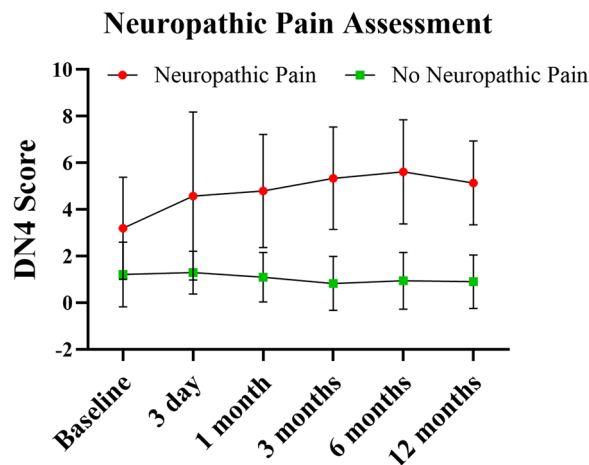 Neuropathic Pain Assessment
Neuropathic Pain
No Neuropathic Pain
DN4 Score
10
8
6
4
2
0
-2
Baseline
3 day
1 month
3 months
6 months
12 months